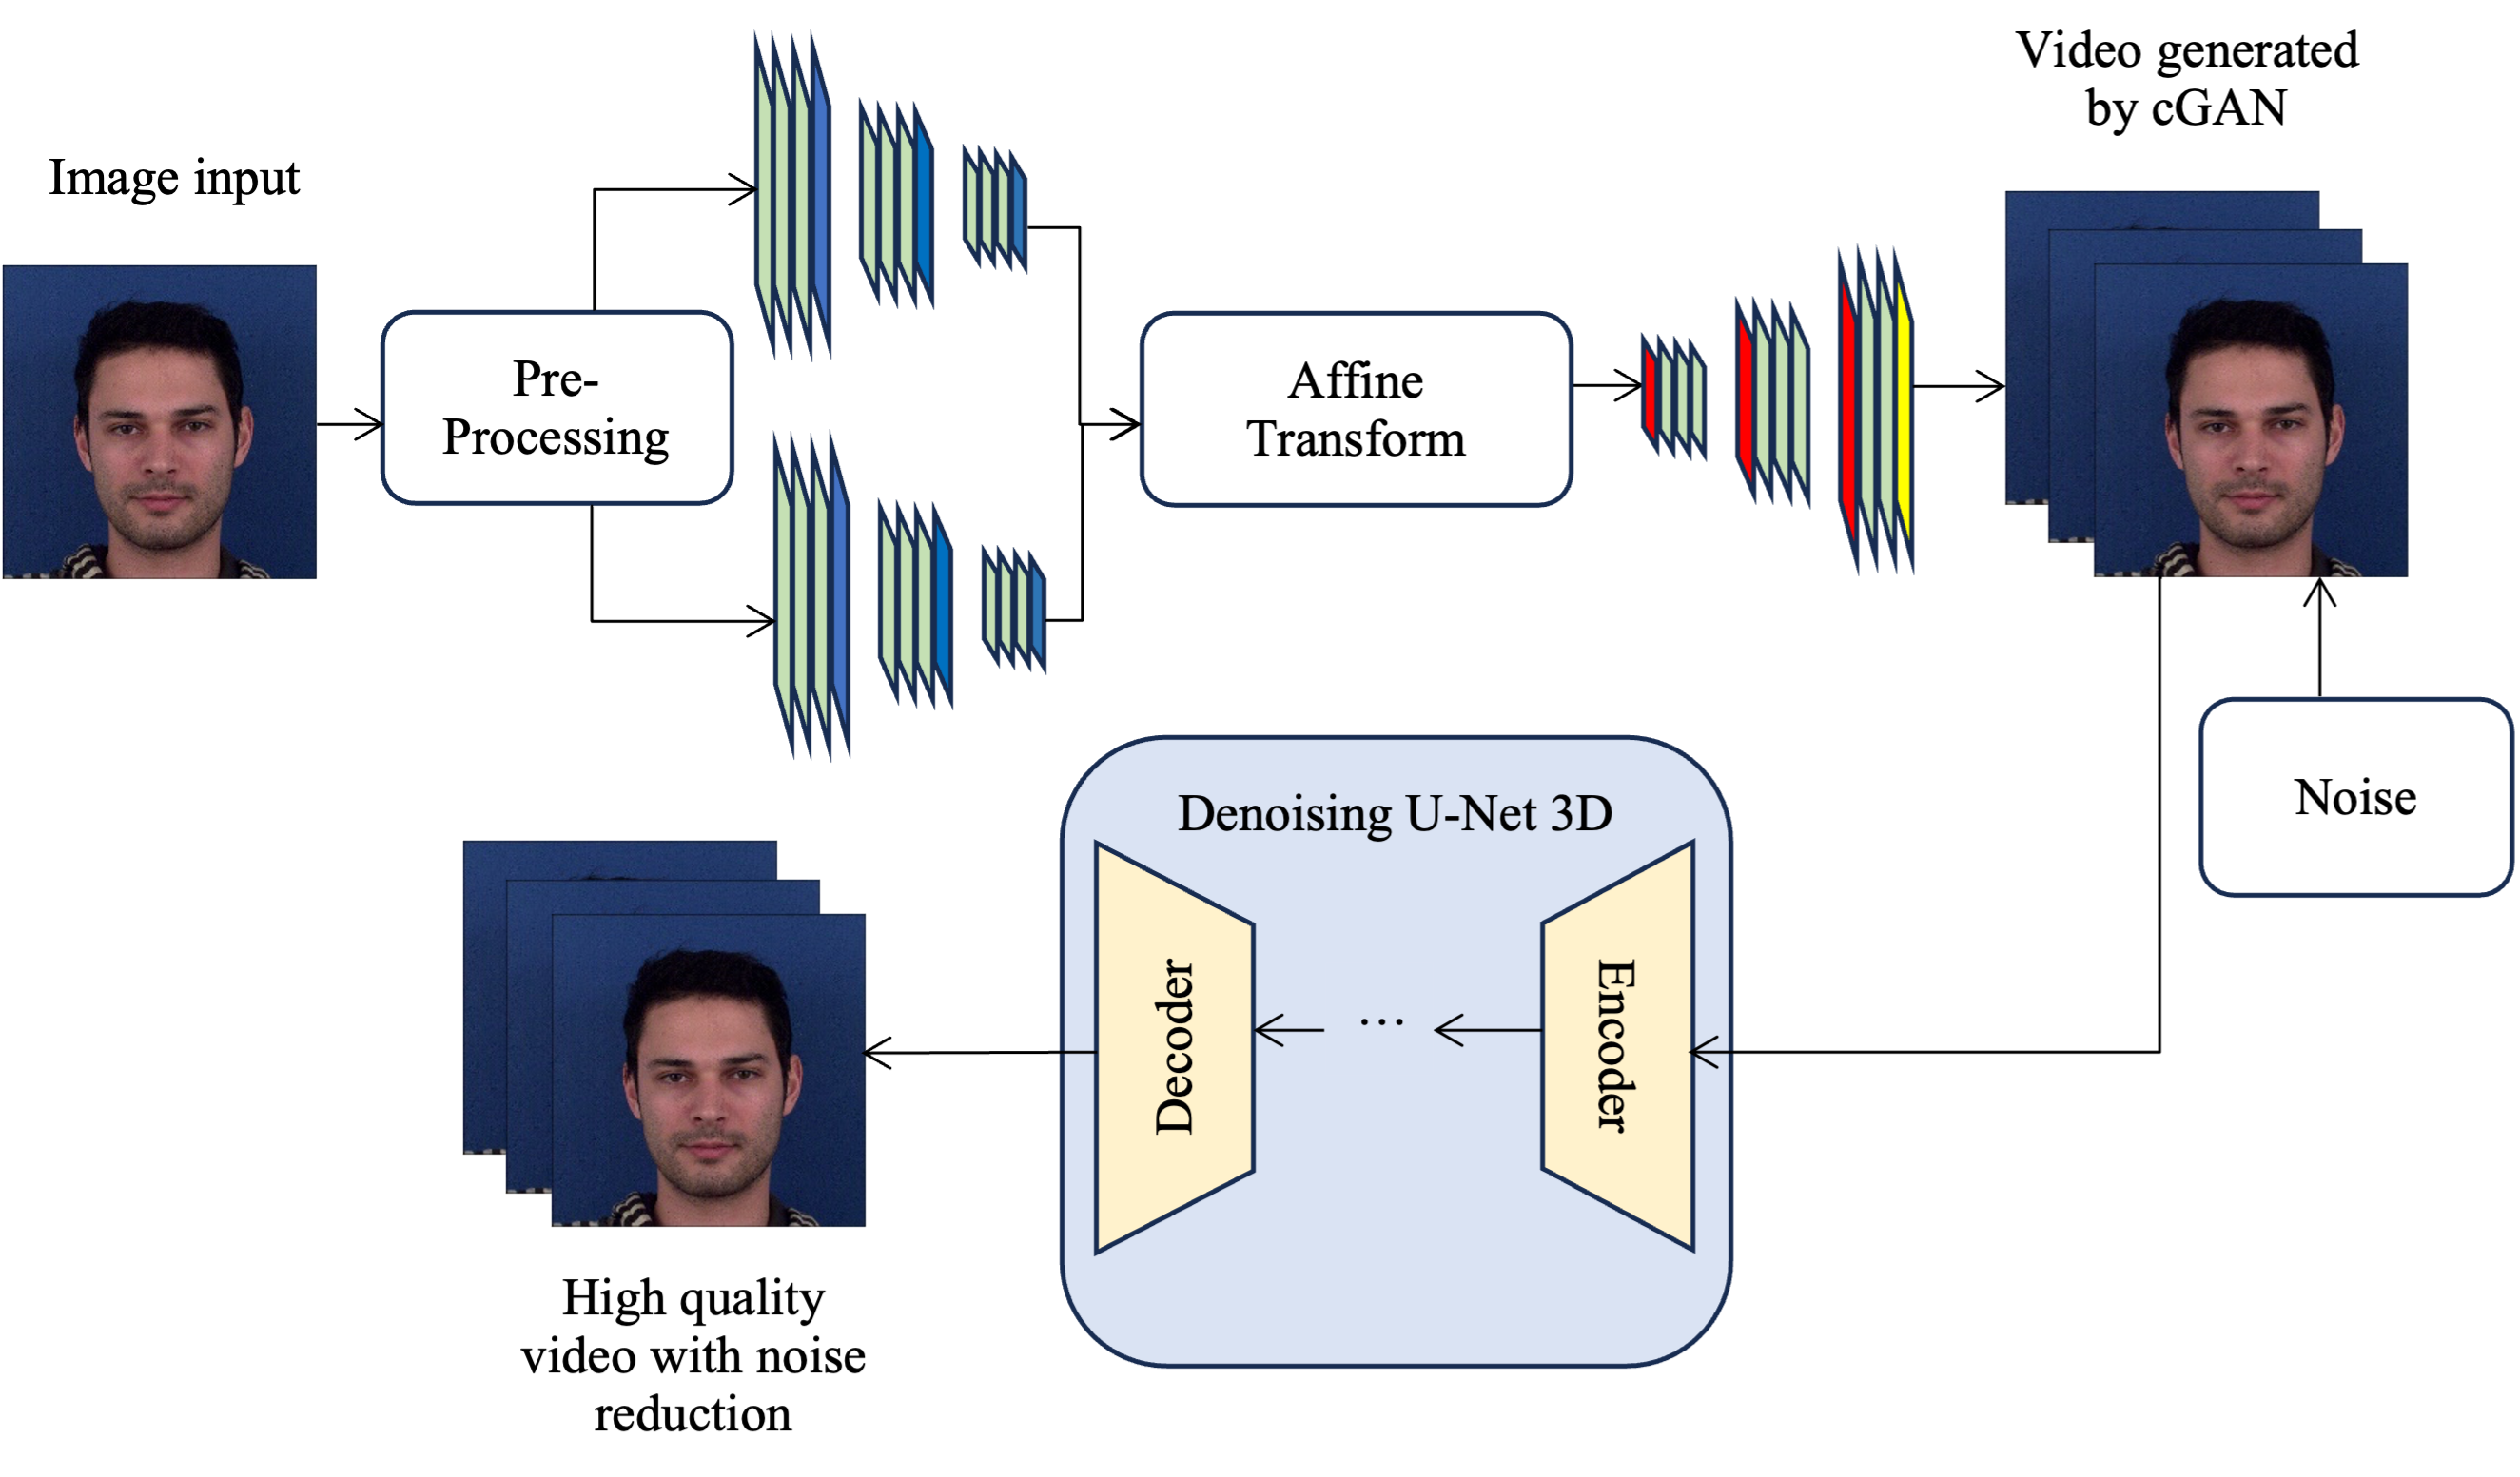 Image input
Pre-
Processing
Affine
Transform
Video generated
by cGAN
Noise
Denoising U-Net 3D
Encoder
...
Decoder
High quality
video with noise
reduction